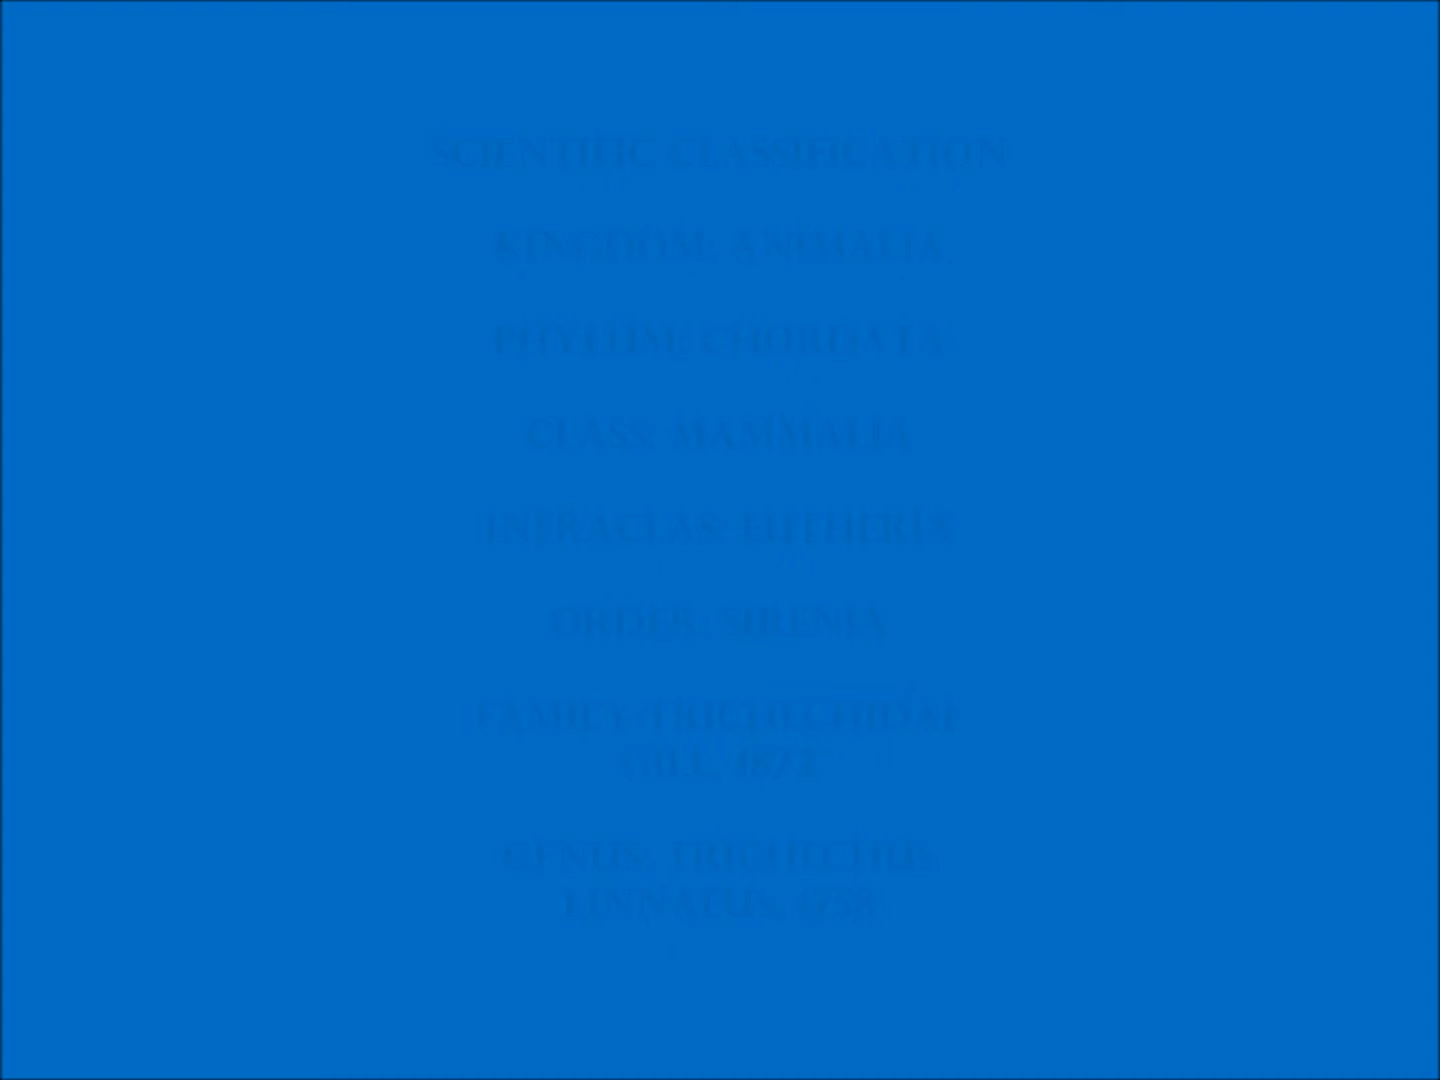 SCIENTIFIC CLASSIFICATION
KINGDOM: ANIMALIA
PHYLUM: CHORDATA
CLASS: MAMMALIA
INFRACLAS: EUTHERIA
ORDER: SIRENIA
FAMILY: TRICHECHIDAE
GILL, 1872
GENUS: TRICHECHUS
LINNAEUS, 1758